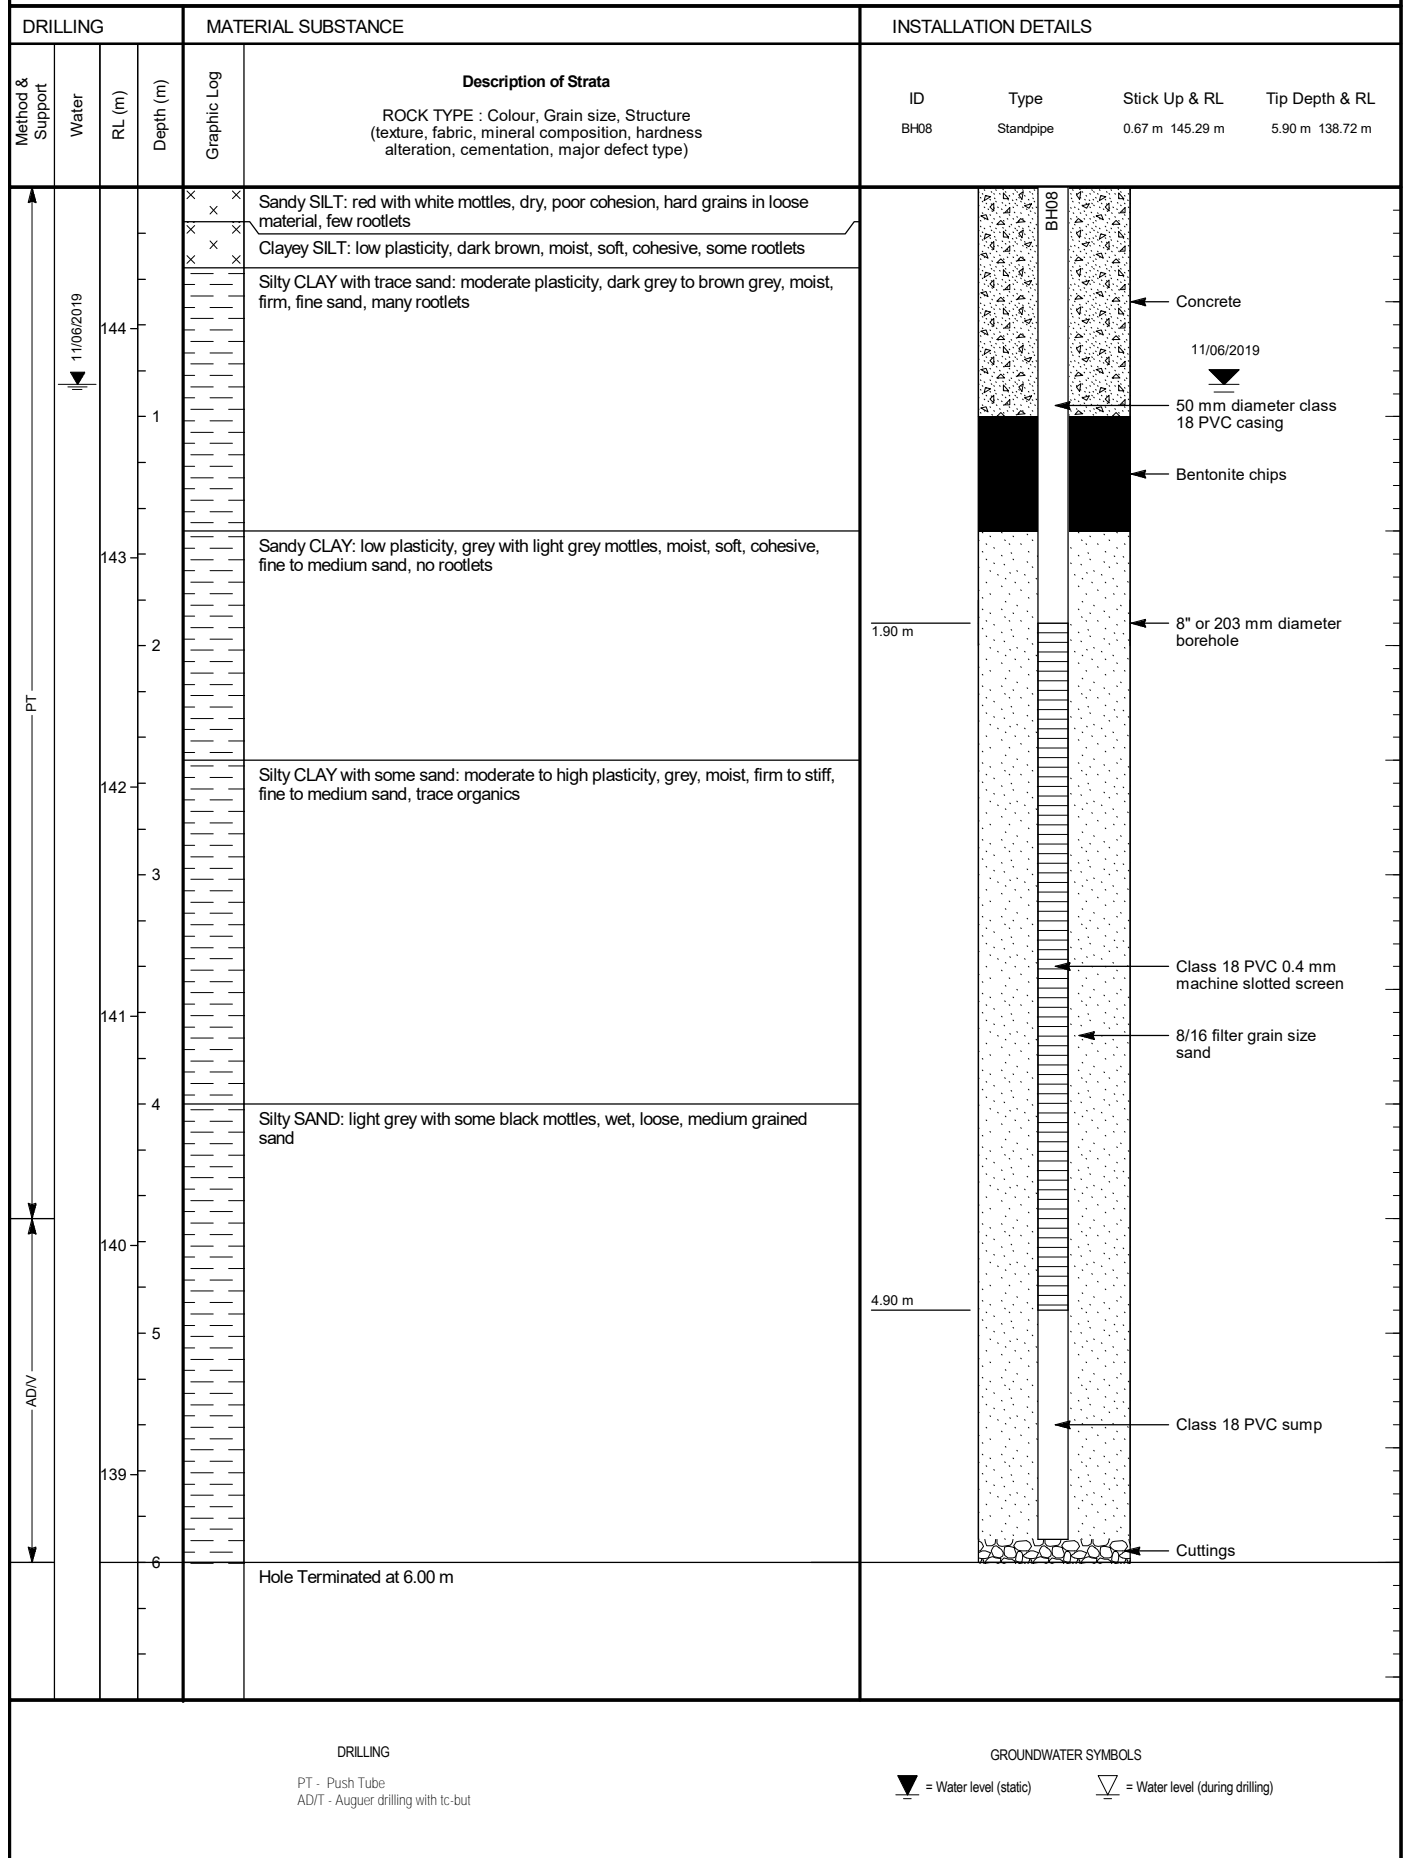 DRILLING
MATERIAL SUBSTANCE
INSTALLATION DETAILS
Method &
Support
Water
RL (m)
Depth (m)
Graphic Log
Description of Strata
ROCK TYPE : Colour, Grain size, Structure
(texture, fabric, mineral composition, hardness
alteration, cementation, major defect type)
ID
Type
Stick Up & RL
Tip Depth & RL
BH08
Standpipe
0.67 m 145.29 m
5.90 m 138.72 m
Sandy SILT: red with white mottles, dry, poor cohesion, hard grains in loose
material, few rootlets
Clayey SILT: low plasticity, dark brown, moist, soft, cohesive, some rootlets
Silty CLAY with trace sand: moderate plasticity, dark grey to brown grey, moist,
firm, fine sand, many rootlets
BH08
Concrete
11/06/2019
144
11/06/2019
50 mm diameter class
18 PVC casing
1
Bentonite chips
Sandy CLAY: low plasticity, grey with light grey mottles, moist, soft, cohesive,
fine to medium sand, no rootlets
143
1.90 m
8" or 203 mm diameter
borehole
2
PT
Silty CLAY with some sand: moderate to high plasticity, grey, moist, firm to stiff,
fine to medium sand, trace organics
142
3
Class 18 PVC 0.4 mm
machine slotted screen
141
8/16 filter grain size
sand
4
Silty SAND: light grey with some black mottles, wet, loose, medium grained
sand
140
4.90 m
5
AD/V
Class 18 PVC sump
139
Cuttings
6
Hole Terminated at 6.00 m
DRILLING
PT - Push Tube
AD/T - Auguer drilling with tc-but
GROUNDWATER SYMBOLS
= Water level (static)
= Water level (during drilling)